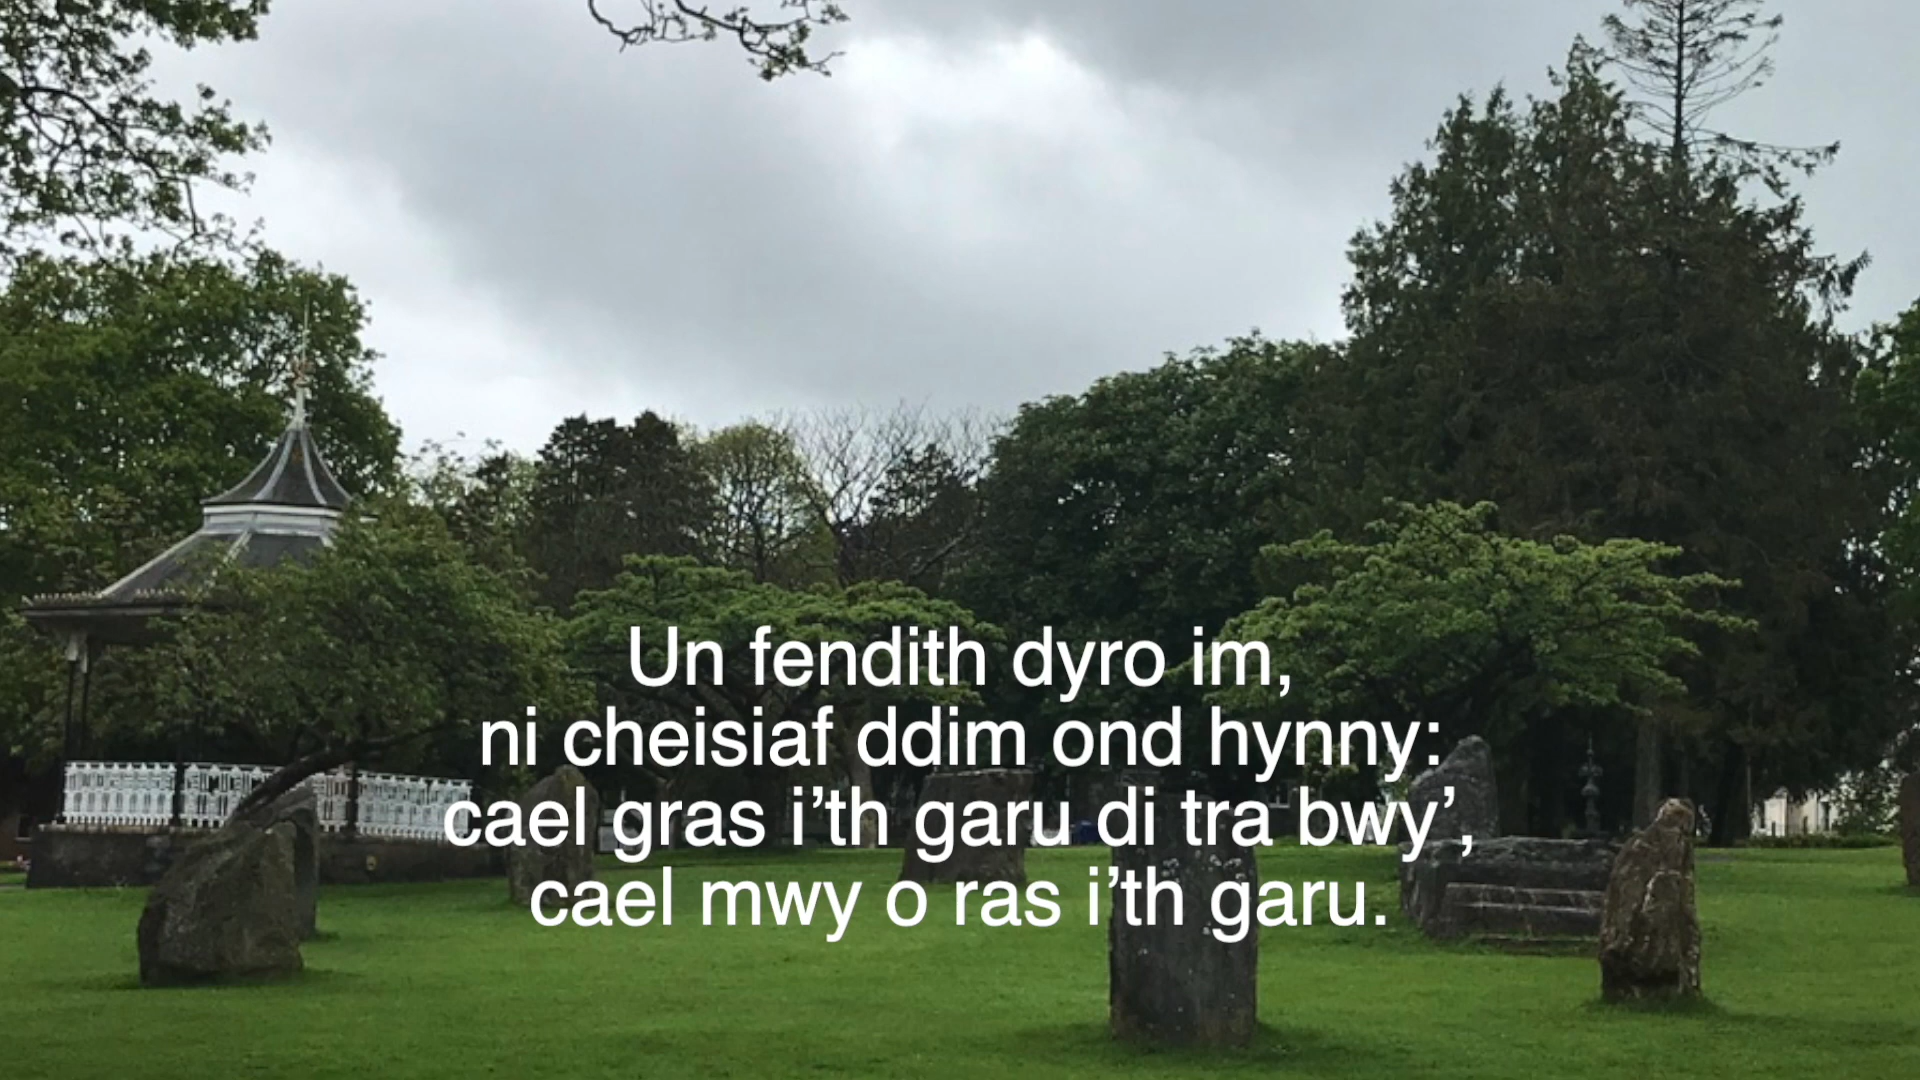 Un fendith dyro im,
ni cheisiaf ddim ond hynny:
cael gras i’th garu di tra bwy’,
cael mwy o ras i’th garu.